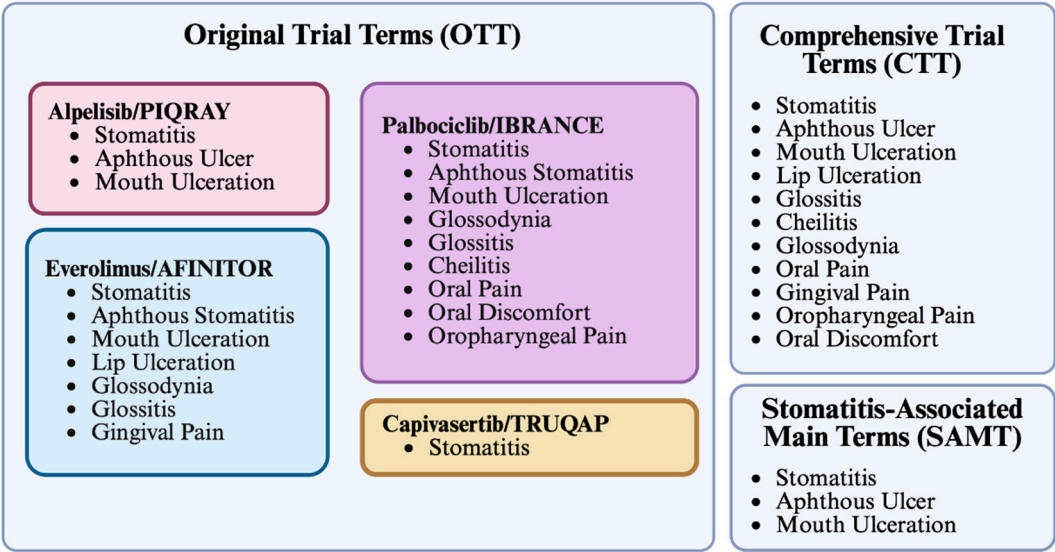 Original Trial Terms (OTT)
Alpelisib/PIQRAY
• Stomatitis
• Aphthous Ulcer
• Mouth Ulceration
Everolimus/AFINITOR
• Stomatitis
• Aphthous Stomatitis
• Mouth Ulceration
• Lip Ulceration
• Glossodynia
• Glossitis
• Gingival Pain
Palbociclib/IBRANCE
• Stomatitis
• Aphthous Stomatitis
• Mouth Ulceration
• Glossodynia
• Glossitis
• Cheilitis
• Oral Pain
• Oral Discomfort
• Oropharyngeal Pain
Capivasertib/TRUQAP
• Stomatitis
Comprehensive Trial
Terms (CTT)
• Stomatitis
• Aphthous Ulcer
• Mouth Ulceration
• Lip Ulceration
• Glossitis
• Cheilitis
• Glossodynia
• Oral Pain
• Gingival Pain
• Oropharyngeal Pain
• Oral Discomfort
Stomatitis-Associated
Main Terms (SAMT)
• Stomatitis
• Aphthous Ulcer
• Mouth Ulceration